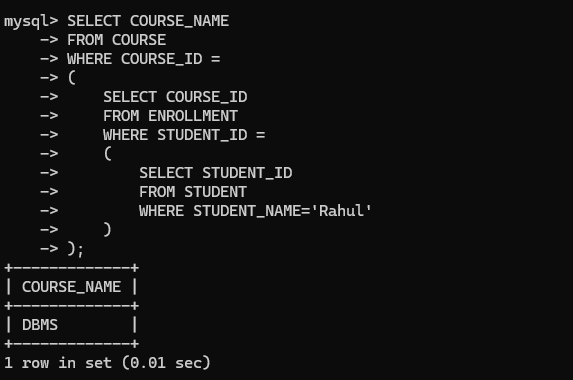 mysql> SELECT COURSE_NAME
    -> FROM COURSE
    -> WHERE COURSE_ID =
    -> (
    ->     SELECT COURSE_ID
    ->     FROM ENROLLMENT
    ->     WHERE STUDENT_ID =
    ->     (
    ->         SELECT STUDENT_ID
    ->         FROM STUDENT
    ->         WHERE STUDENT_NAME='Rahul'
    ->     )
    -> );
+-------------+
| COURSE_NAME |
+-------------+
| DBMS        |
+-------------+
1 row in set (0.01 sec)